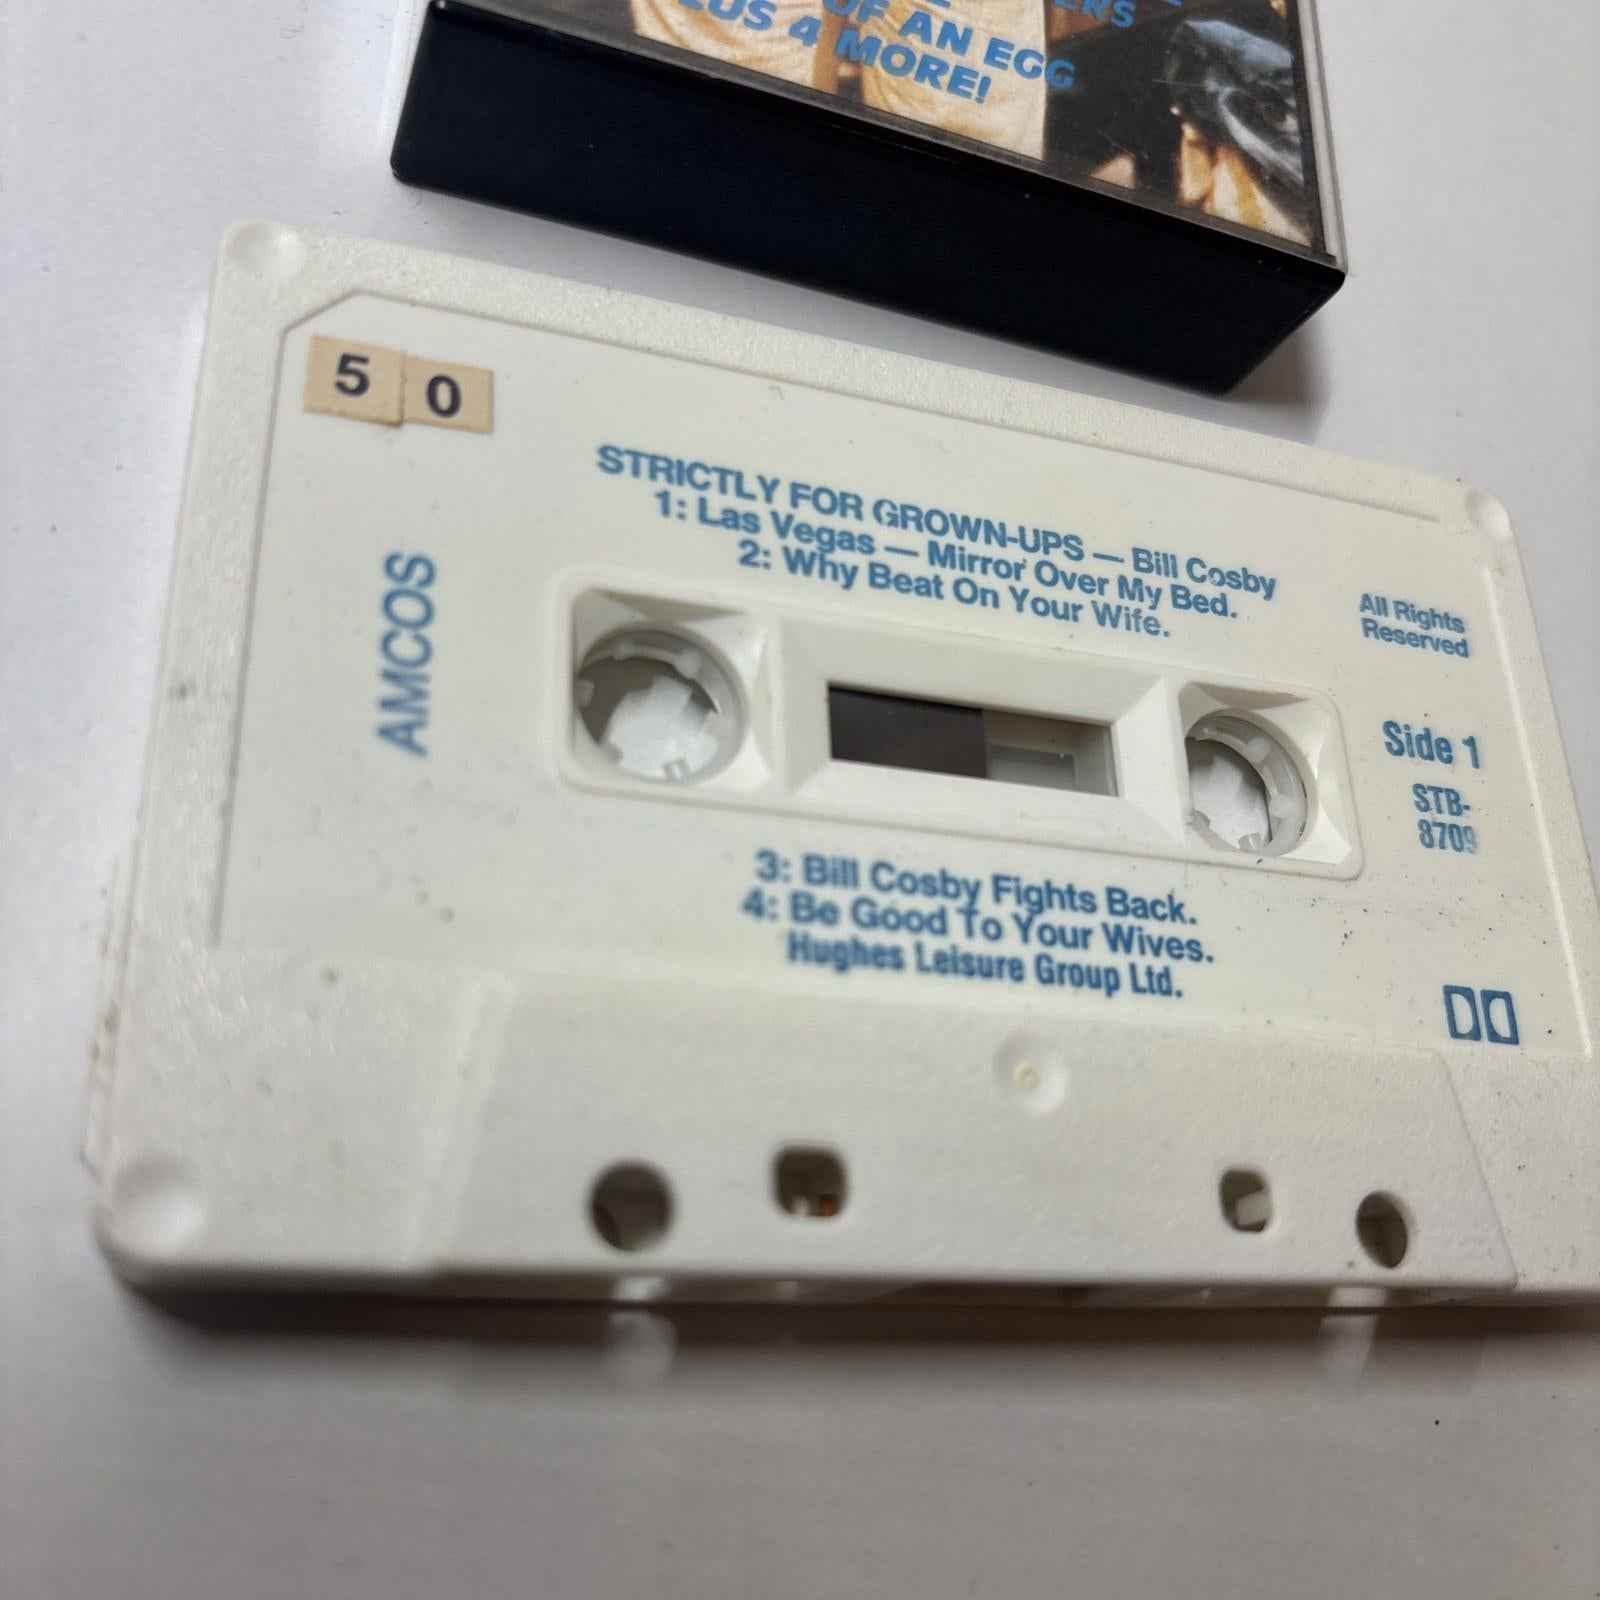 ERS
OF AN EGG
PLUS 4 MORE!
5 0
STRICTLY FOR GROWN-UPS — Bill Cosby
1: Las Vegas — Mirror Over My Bed.
2: Why Beat On Your Wife.
AMCOS
All Rights
Reserved
Side 1
STB-
8709
3: Bill Cosby Fights Back.
4: Be Good To Your Wives.
Hughes Leisure Group Ltd.